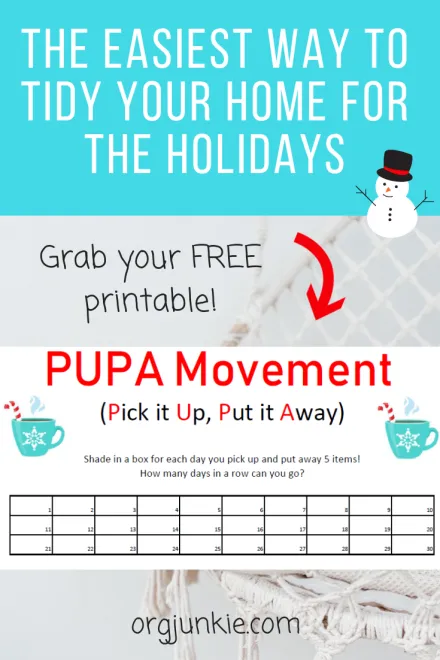 THE EASIEST WAY TO
TIDY YOUR HOME FOR
THE HOLIDAYS
Grab your FREE
printable!
PUPA Movement
(Pick it Up, Put it Away)
Shade in a box for each day you pick up and put away 5 items!
How many days in a row can you go?
1 2 3 4 5 6 7 8 9 10
11 12 13 14 15 16 17 18 19 20
21 22 23 24 25 26 27 28 29 30
orgjunkie.com